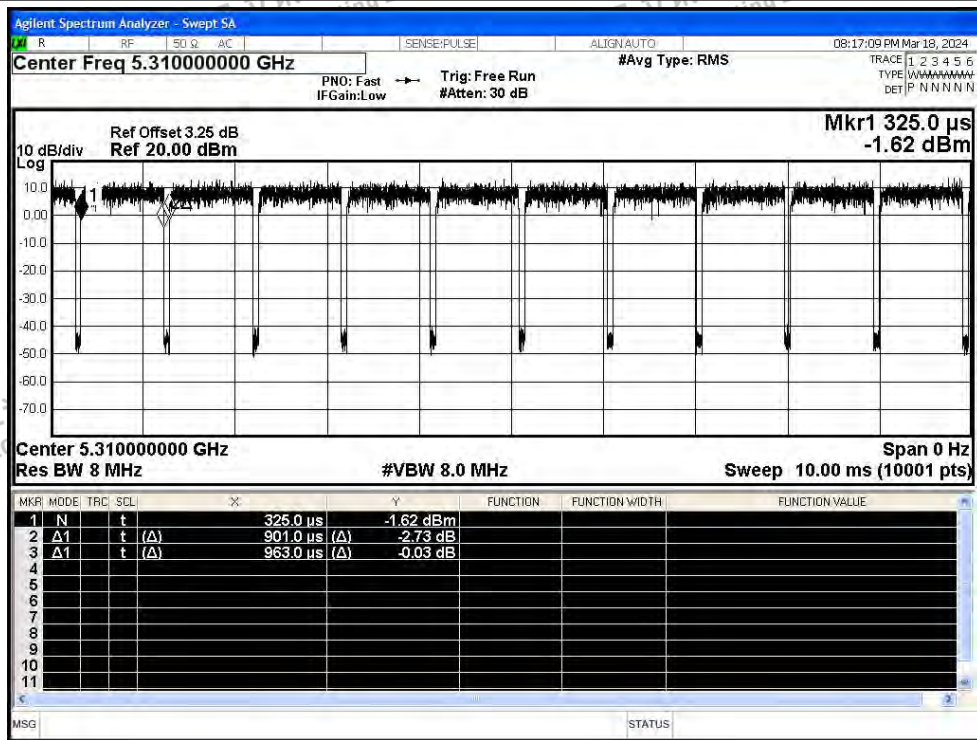 Agilent Spectrum Analyzer - Swept SA
R RF 50 Ω AC SENSE:PULSE ALIGNAUTO 08:17:09 PM Mar 18, 2024
Center Freq 5.310000000 GHz #Avg Type: RMS TRACE 1 2 3 4 5 6
PNO: Fast Trig: Free Run TYPE WWWWWW
IFGain:Low #Atten: 30 dB DET P N N N N N
Mkr1 325.0 µs
Ref Offset 3.25 dB -1.62 dBm
10 dB/div Ref 20.00 dBm
Log
10.0
1
0.00
-10.0
-20.0
-30.0
-40.0
-50.0
-60.0
-70.0
Center 5.310000000 GHz Span 0 Hz
Res BW 8 MHz #VBW 8.0 MHz Sweep 10.00 ms (10001 pts)
MKR MODE TRC SCL X Y FUNCTION FUNCTION WIDTH FUNCTION VALUE
1 N t 325.0 µs -1.62 dBm
2 Δ1 t (Δ) 901.0 µs (Δ) -2.73 dB
3 Δ1 t (Δ) 963.0 µs (Δ) -0.03 dB
4
5
6
7
8
9
10
11
MSG STATUS